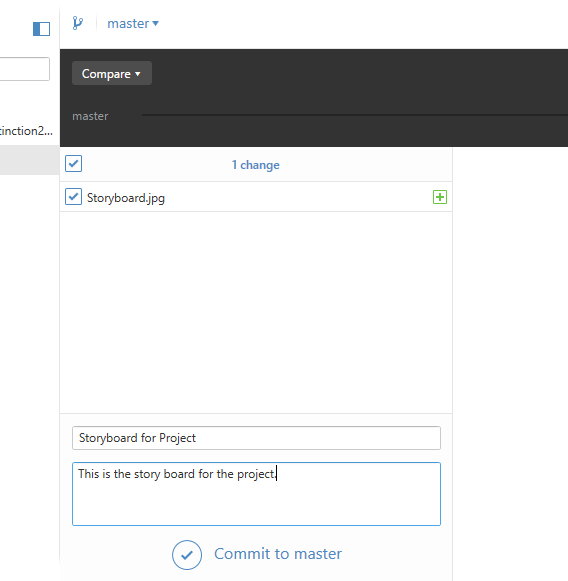 master
Compare
master
tinction2...
1 change
Storyboard.jpg
Storyboard for Project
This is the story board for the project.
Commit to master